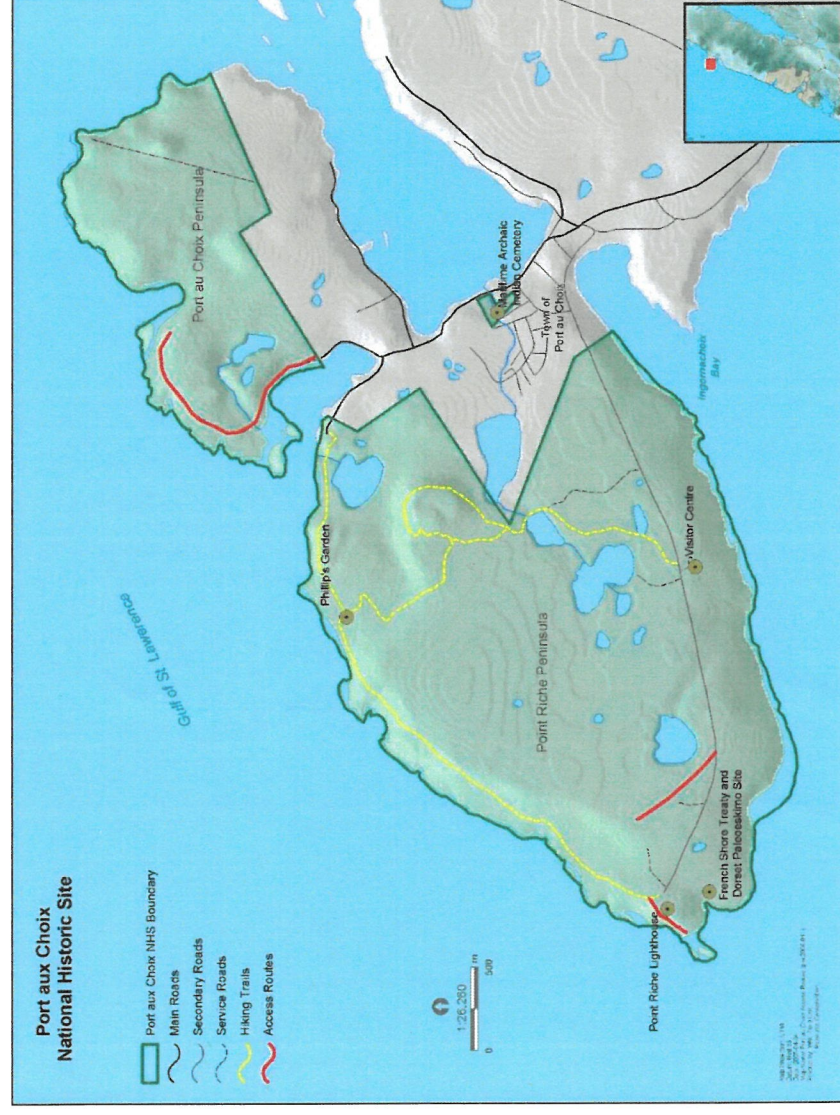 Port aux Choix
National Historic Site
Port aux Choix NHS Boundary
Main Roads
Secondary Roads
Service Roads
Hiking Trails
Access Routes
1:26,260
0
500
m
Gulf of St. Lawerence
Port au Choix Peninsula
Phillip's Garden
Maritime Archaic
Indian Cemetery
Town of
Port au Choix
Point Riche Peninsula
Visitor Centre
Ingornachoix
Bay
Point Riche Lighthouse
French Shore Treaty and
Dorset Paleoeskimo Site